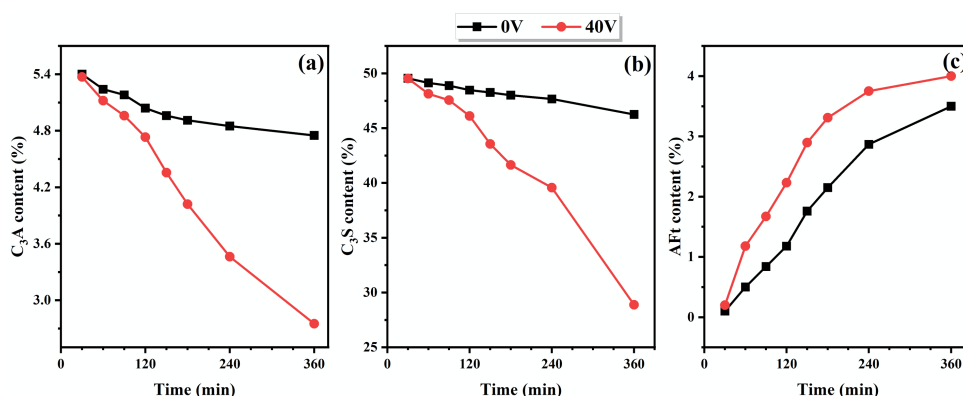 0V 40V
(a)
C₃A content (%)
5.4
4.8
4.2
3.6
3.0
0 120 240 360
Time (min)
(b)
C₃S content (%)
50
45
40
35
30
25
0 120 240 360
Time (min)
(c)
AFt content (%)
4
3
2
1
0
0 120 240 360
Time (min)